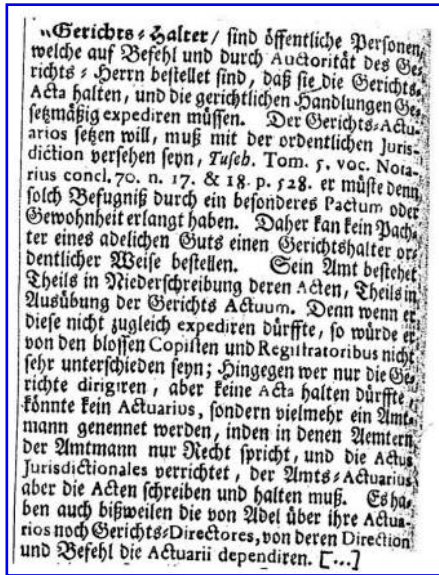 „Gerichts-Halter/ sind öffentliche Personen,
welche auf Befehl und durch Auctorität des Ge-
richts-Herrn bestellet sind, daß sie die Gerichts-
Acta halten, und die gerichtlichen Handlungen Ge-
setzmäßig expediren müssen. Der Gerichts-Actu-
arios setzen will, muß mit der ordentlichen Juris-
diction versehen seyn, Tuseb. Tom. 5. voc. Nota-
rius concl. 70. n. 17. & 18. p. 528. er müste denn
solch Befugniß durch ein besonderes Pactum oder
Gewohnheit erlangt haben. Daher kan kein Pach-
ter eines adelichen Guts einen Gerichtshalter or-
dentlicher Weise bestellen. Sein Amt bestehet
Theils in Niederschreibung deren Acten, Theils in
Ausübung der Gerichts Actuum. Denn wenn er
diese nicht zugleich expediren dürffte, so würde er
von den blossen Copisten und Registratoribus nicht
sehr unterschieden seyn; Hingegen wer nur die Ge-
richte dirigiren, aber keine Acta halten dürffte,
könnte kein Actuarius, sondern vielmehr ein Amt-
mann genennet werden, inden in denen Aemtern
der Amtmann nur Recht spricht, und die Actus
Jurisdictionales verrichtet, der Amts-Actuarius
aber die Acten schreiben und halten muß. Es ha-
ben auch bißweilen die von Adel über ihre Actua-
rios noch Gerichts-Directores, von deren Direction
und Befehl die Actuarii dependiren. [...]